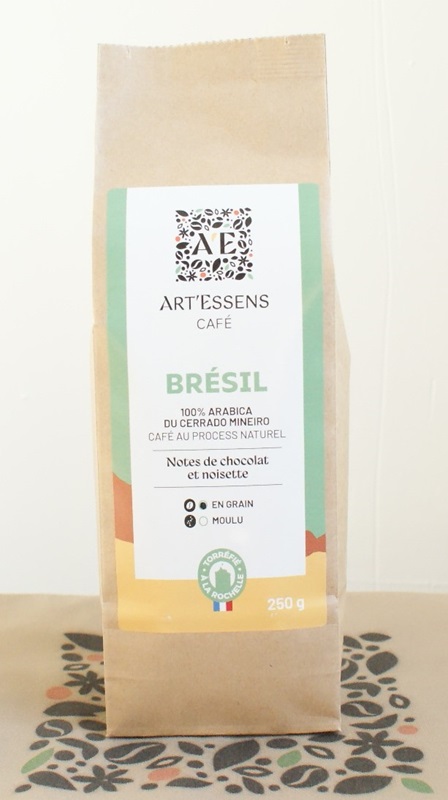 A'E
ART'ESSENS
CAFÉ
BRÉSIL
100% ARABICA
DU CERRADO MINEIRO
CAFÉ AU PROCESS NATUREL
Notes de chocolat
et noisette
EN GRAIN
MOULU
• TORRÉFIÉ •
À LA ROCHELLE
250 g